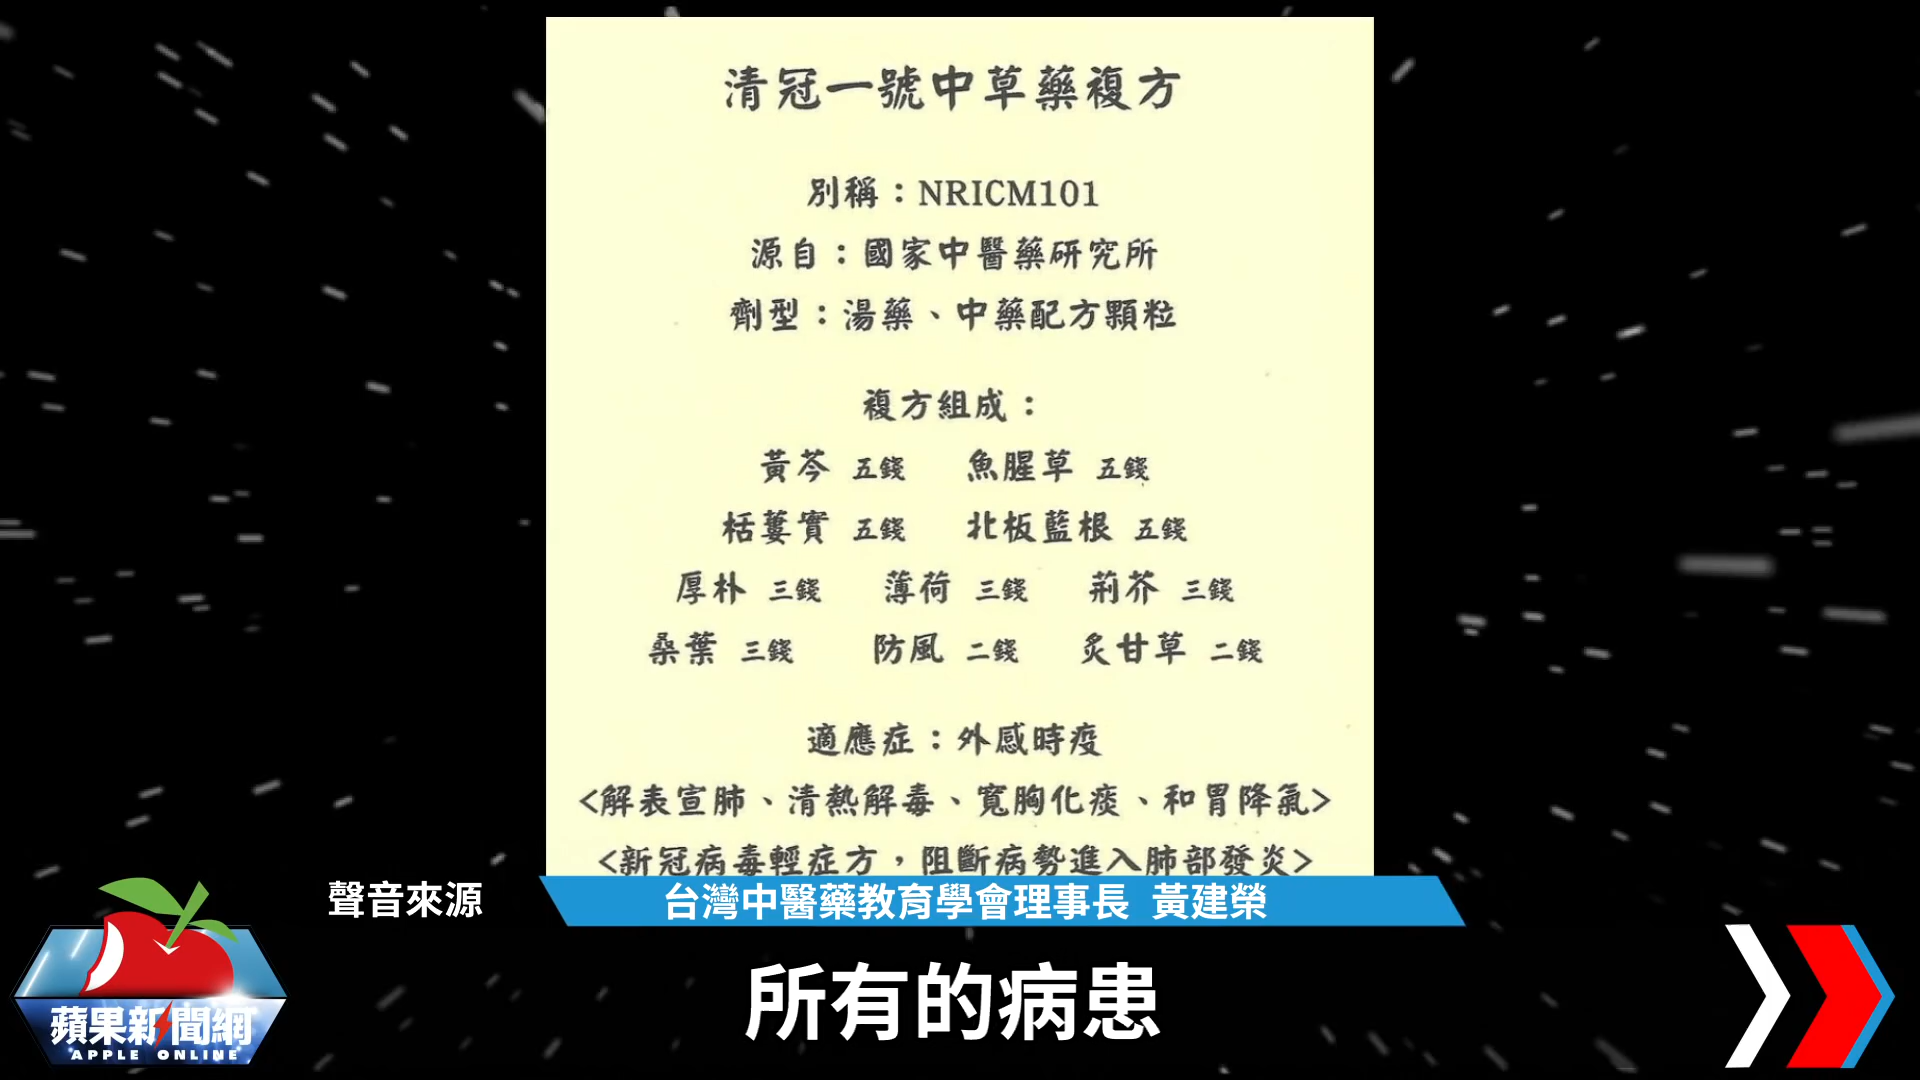 清冠一號中草藥複方
別稱：NRICM101
源自：國家中醫藥研究所
劑型：湯藥、中藥配方顆粒
複方組成：
黃芩 五錢 魚腥草 五錢
栝蔞實 五錢 北板藍根 五錢
厚朴 三錢 薄荷 三錢 荊芥 三錢
桑葉 三錢 防風 二錢 炙甘草 二錢
適應症：外感時疫
<解表宣肺、清熱解毒、寬胸化痰、和胃降氣>
<新冠病毒輕症方，阻斷病勢進入肺部發炎>
聲音來源
台灣中醫藥教育學會理事長 黃建榮
所有的病患
蘋果新聞網
APPLE ONLINE